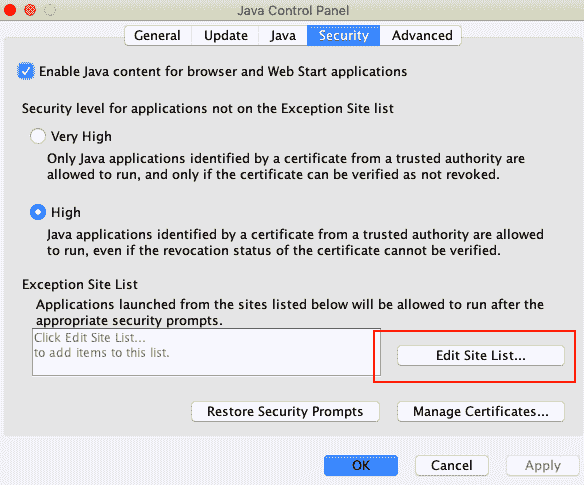 Java Control Panel
General Update Java Security Advanced
Enable Java content for browser and Web Start applications
Security level for applications not on the Exception Site list
Very High
Only Java applications identified by a certificate from a trusted authority are
allowed to run, and only if the certificate can be verified as not revoked.
High
Java applications identified by a certificate from a trusted authority are allowed
to run, even if the revocation status of the certificate cannot be verified.
Exception Site List
Applications launched from the sites listed below will be allowed to run after the
appropriate security prompts.
Click Edit Site List...
to add items to this list.
Edit Site List...
Restore Security Prompts Manage Certificates...
OK Cancel Apply